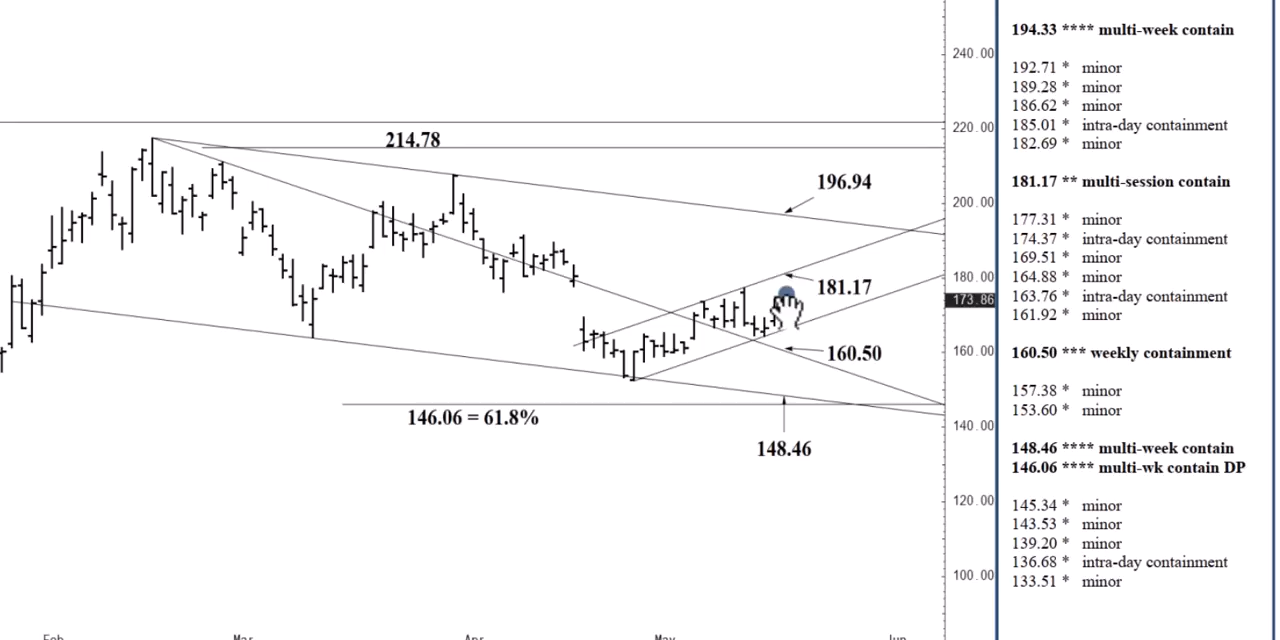 240.00
220.00
200.00
180.00
173.86
160.00
140.00
120.00
100.00
214.78
196.94
181.17
160.50
146.06 = 61.8%
148.46
Feb
Mar
Apr
May
Jun
194.33 **** multi-week contain
192.71 * minor
189.28 * minor
186.62 * minor
185.01 * intra-day containment
182.69 * minor
181.17 ** multi-session contain
177.31 * minor
174.37 * intra-day containment
169.51 * minor
164.88 * minor
163.76 * intra-day containment
161.92 * minor
160.50 *** weekly containment
157.38 * minor
153.60 * minor
148.46 **** multi-week contain
146.06 **** multi-wk contain DP
145.34 * minor
143.53 * minor
139.20 * minor
136.68 * intra-day containment
133.51 * minor